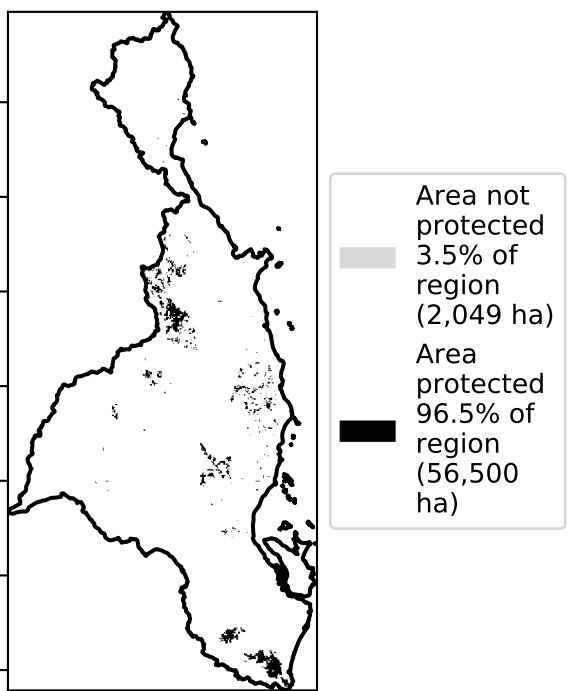 Area not
protected
3.5% of
region
(2,049 ha)
Area
protected
96.5% of
region
(56,500
ha)